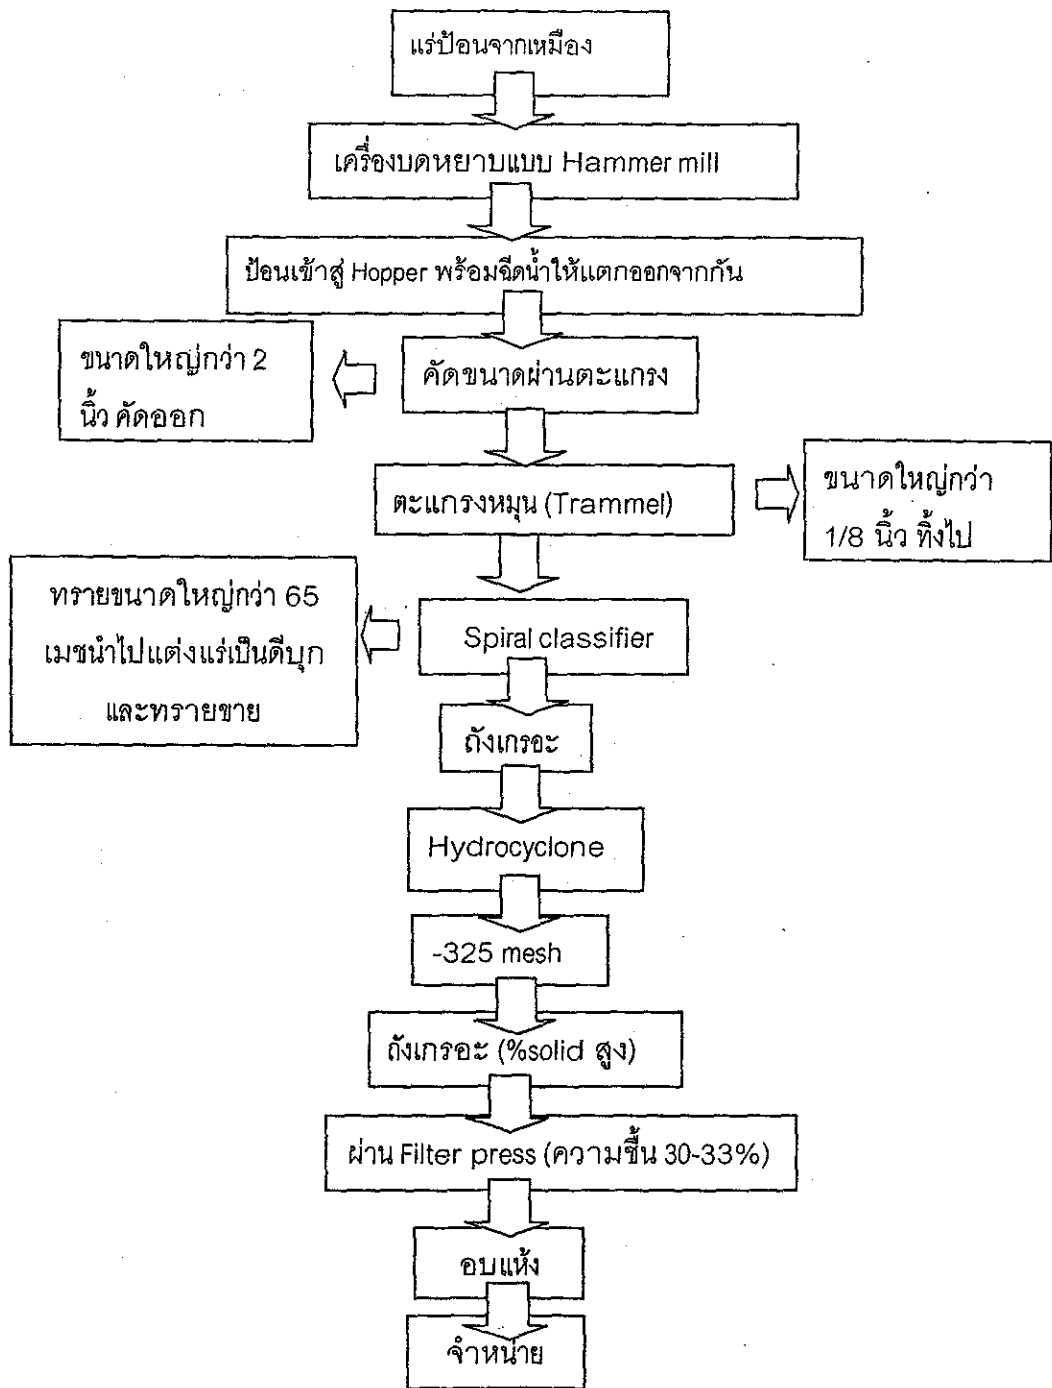 แร่ป้อนจากเหมือง
เครื่องบดหยาบแบบ Hammer mill
ป้อนเข้าสู่ Hopper พร้อมฉีดน้ำให้แตกออกจากกัน
ขนาดใหญ่กว่า 2
นิ้ว คัดออก
คัดขนาดผ่านตะแกรง
ตะแกรงหมุน (Trammel)
ขนาดใหญ่กว่า
1/8 นิ้ว ทิ้งไป
ทรายขนาดใหญ่กว่า 65
เมชนำไปแต่งแร่เป็นดีบุก
และทรายขาย
Spiral classifier
ถังเกรอะ
Hydrocyclone
-325 mesh
ถังเกรอะ (%solid สูง)
ผ่าน Filter press (ความชื้น 30-33%)
อบแห้ง
จำหน่าย